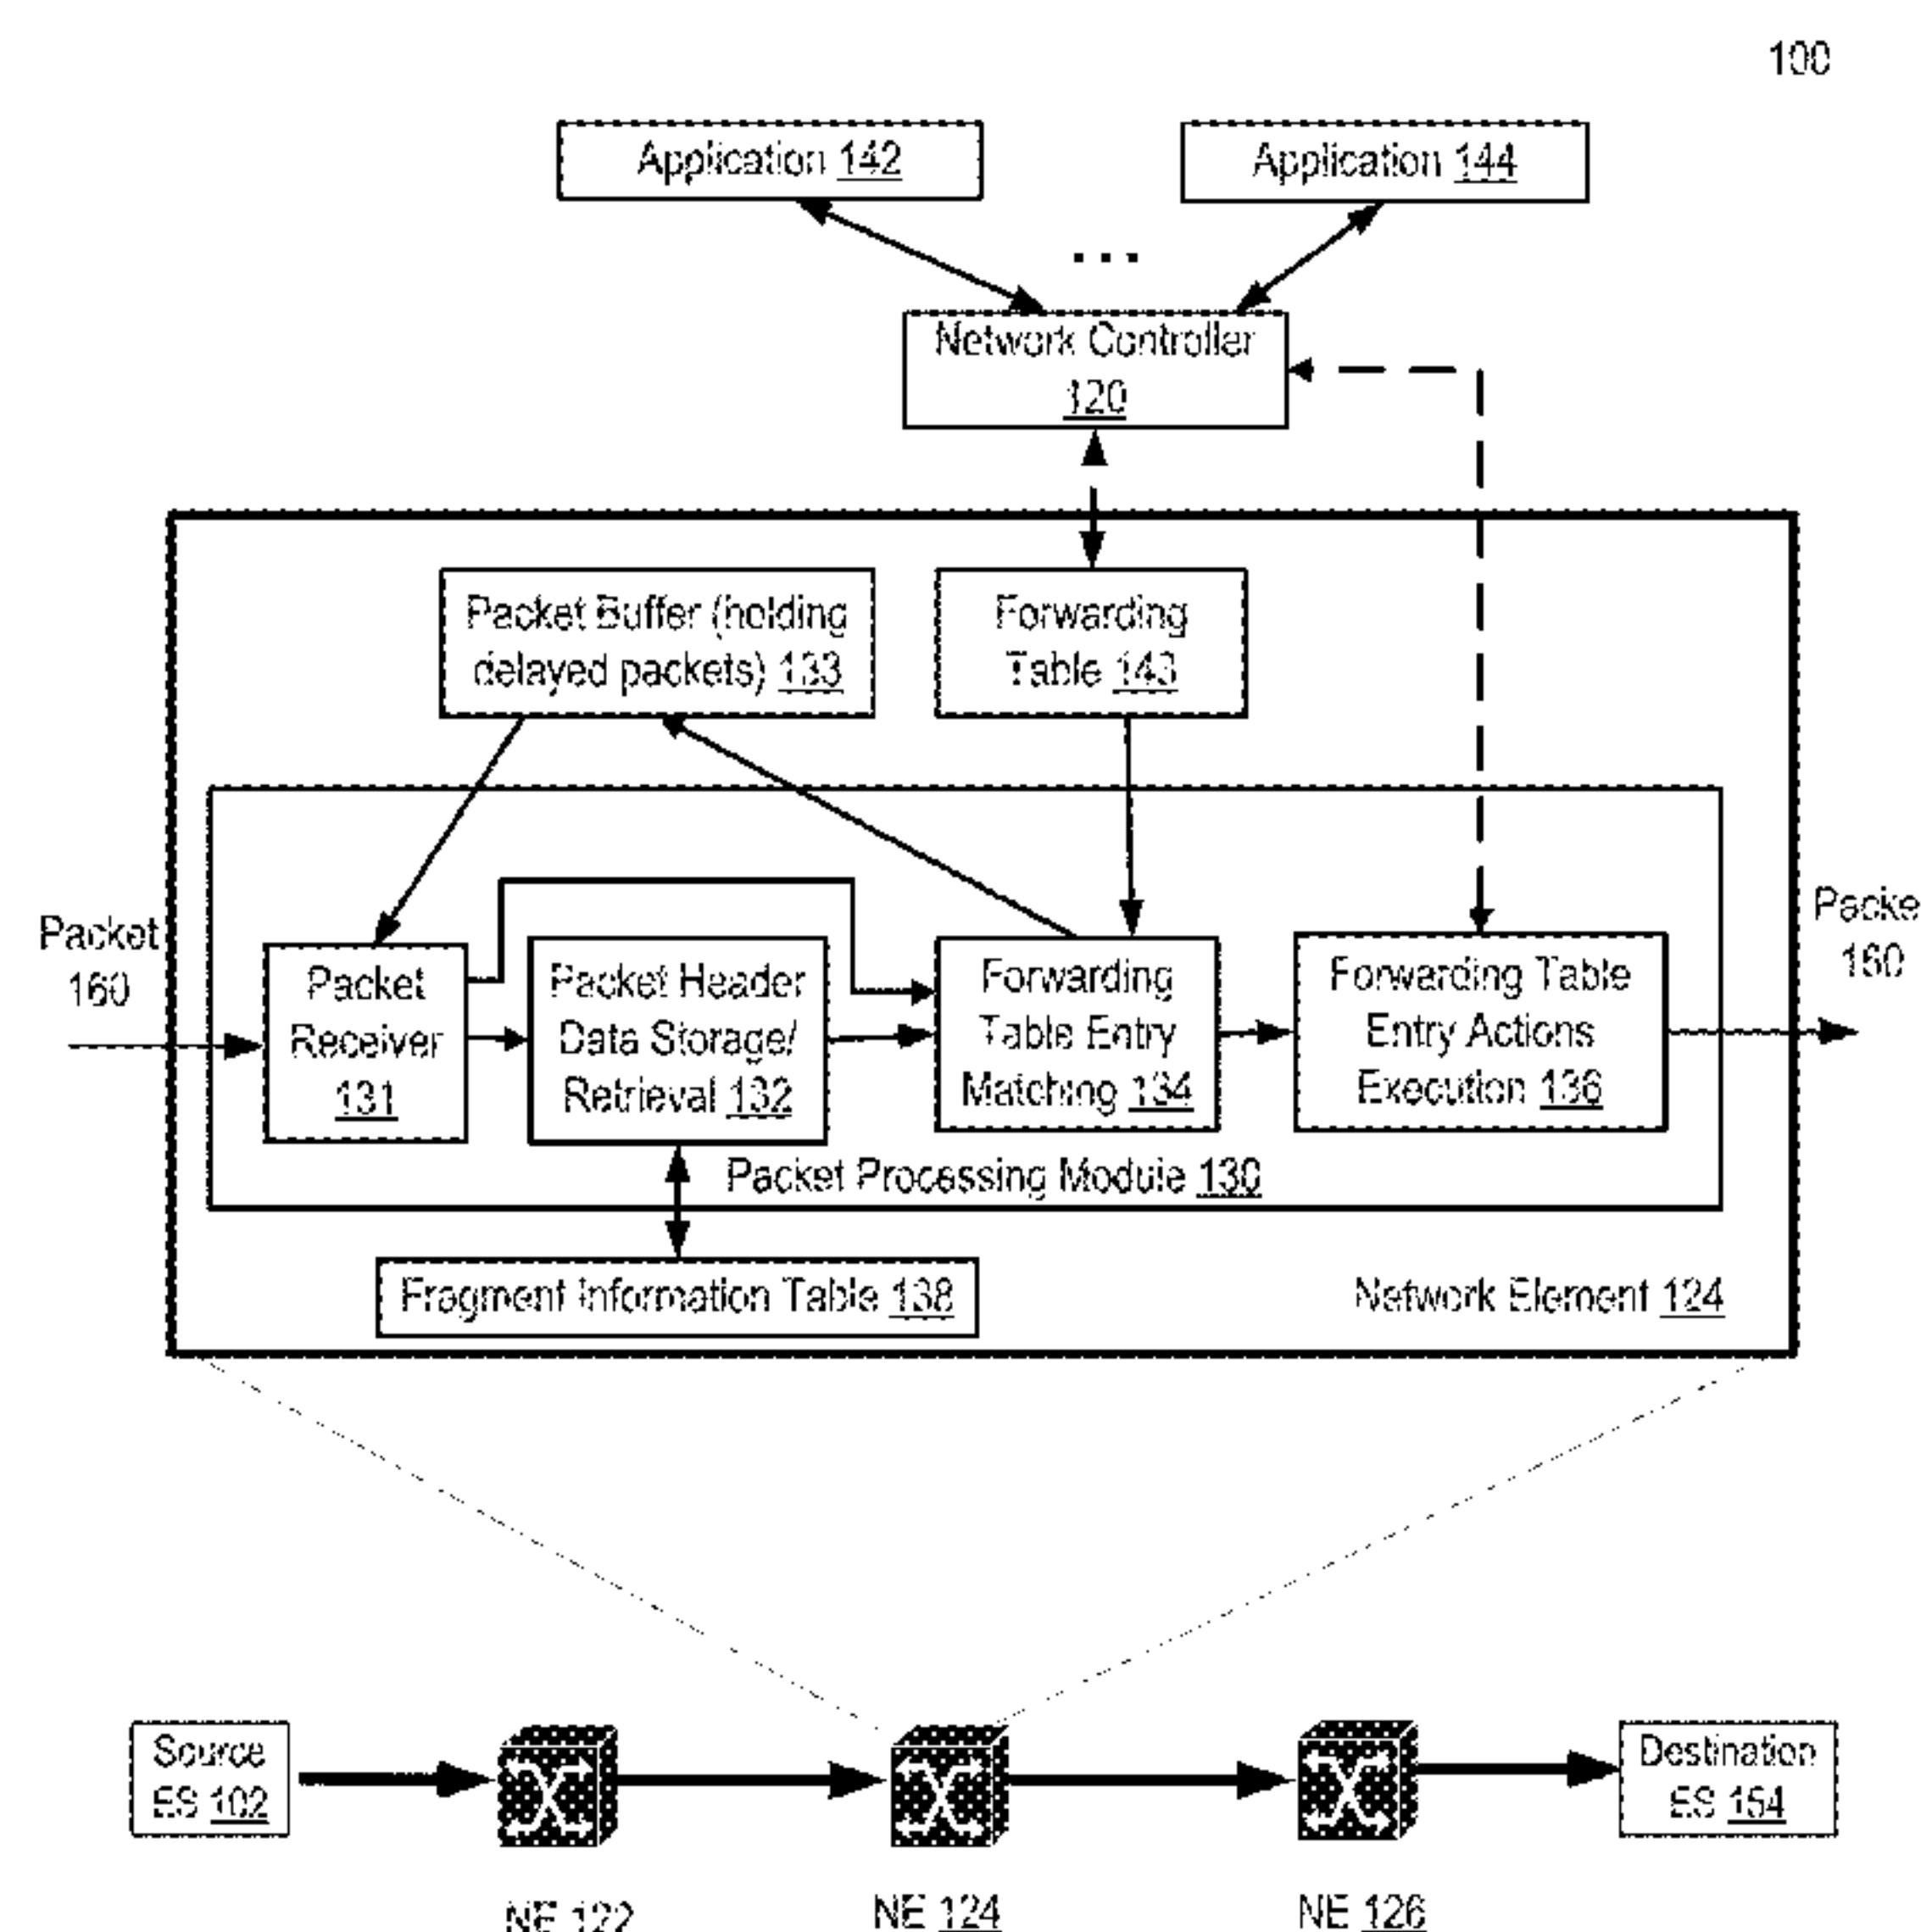 100
Application 142
Application 144
...
Network Controller
120
Packet Buffer (holding
delayed packets) 133
Forwarding
Table 143
Packet
160
Packet
Receiver
131
Packet Header
Data Storage/
Retrieval 132
Forwarding
Table Entry
Matching 134
Forwarding Table
Entry Actions
Execution 136
Packe
160
Packet Processing Module 130
Fragment Information Table 138
Network Element 124
Source
ES 102
Destination
ES 154
NE 122
NE 124
NE 126